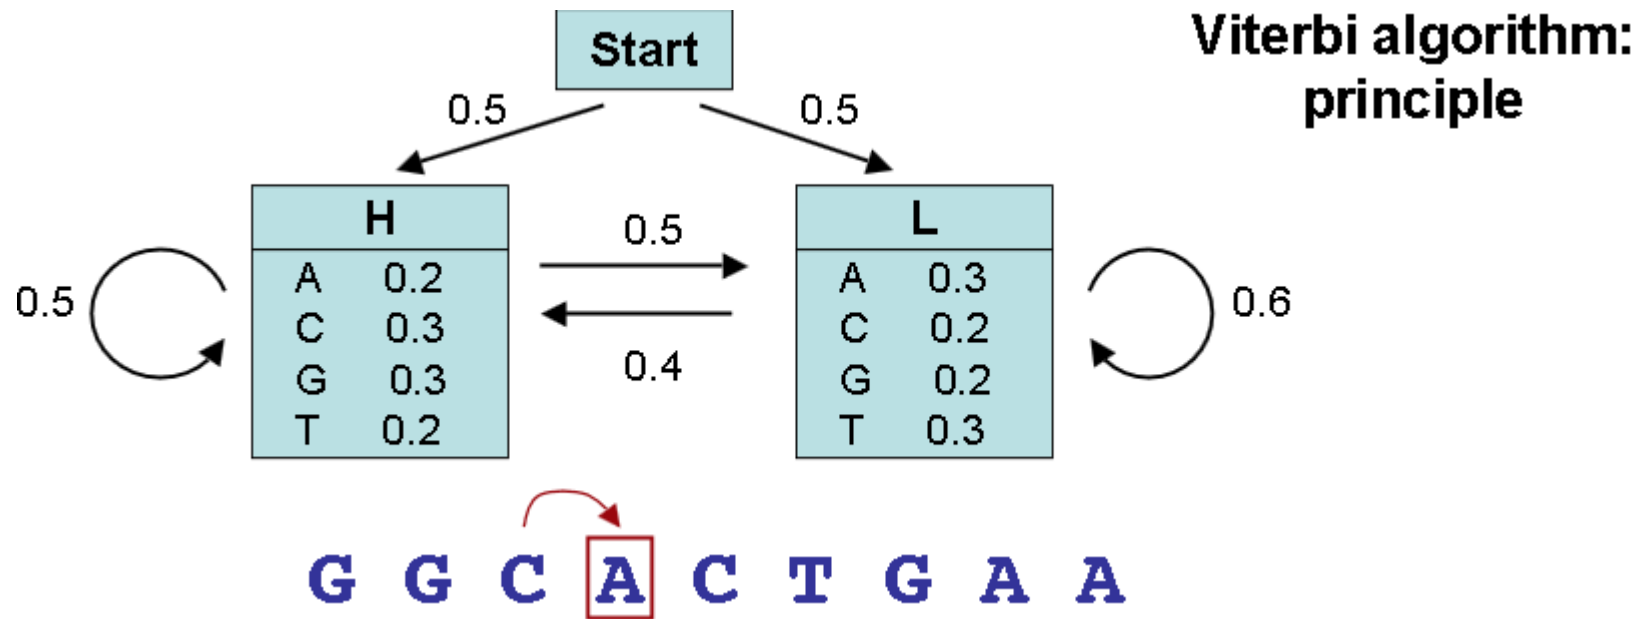 Viterbi algorithm:
principle
Start
0.5 0.5
H
A 0.2
C 0.3
G 0.3
T 0.2
0.5
0.5
0.4
L
A 0.3
C 0.2
G 0.2
T 0.3
0.6
G G C A C T G A A